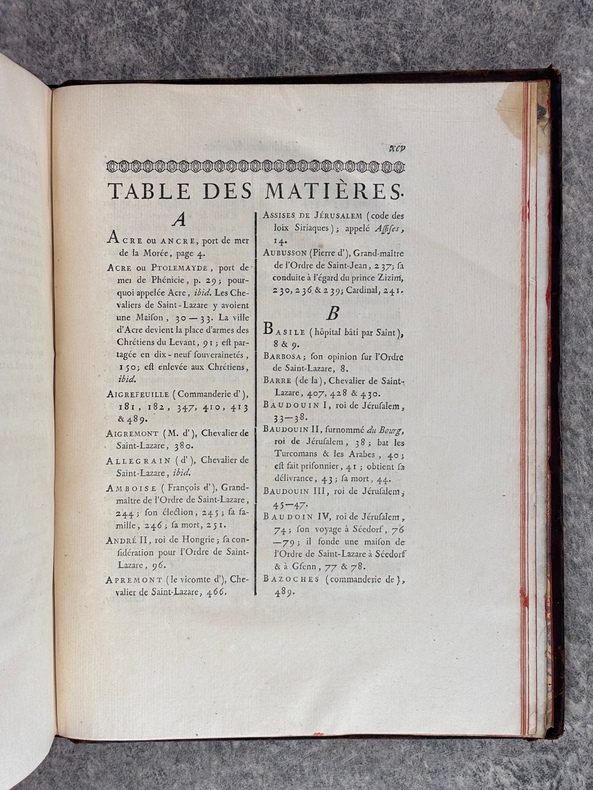 xcv
TABLE DES MATIÈRES.
A
ACRE ou ANCRE, port de mer
de la Morée, page 4.
ACRE ou PTOLEMAYDE, port de
mer de Phénicie, p. 29; pour-
quoi appelée Acre, ibid. Les Che-
valiers de Saint-Lazare y avoient
une Maison, 30—33. La ville
d'Acre devient la place d'armes des
Chrétiens du Levant, 91; est par-
tagée en dix-neuf souverainetés,
150; est enlevée aux Chrétiens,
ibid.
AIGREFEUILLE (Commanderie d'),
181, 182, 347, 410, 413
& 489.
AIGREMONT (M. d'), Chevalier de
Saint-Lazare, 380.
ALLEGRAIN (d'), Chevalier de
Saint-Lazare, ibid.
AMBOISE (François d'), Grand-
maître de l'Ordre de Saint-Lazare,
244; son élection, 245; sa fa-
mille, 246; sa mort, 251.
ANDRÉ II, roi de Hongrie; sa con-
sidération pour l'Ordre de Saint-
Lazare, 96.
APREMONT (le vicomte d'), Che-
valier de Saint-Lazare, 466.
ASSISES DE JÉRUSALEM (code des
loix Siriaques); appelé Assises,
14.
AUBUSSON (Pierre d'), Grand-maître
de l'Ordre de Saint-Jean, 237; sa
conduite à l'égard du prince Zizim,
230, 236 & 239; Cardinal, 241.
B
BASILE (hôpital bâti par Saint),
8 & 9.
BARBOSA; son opinion sur l'Ordre
de Saint-Lazare, 8.
BARRE (de la), Chevalier de Saint-
Lazare, 407, 428 & 430.
BAUDOUIN I, roi de Jérusalem,
33—38.
BAUDOUIN II, surnommé du Bourg,
roi de Jérusalem, 38; bat les
Turcomans & les Arabes, 40;
est fait prisonnier, 41; obtient sa
délivrance, 43; sa mort, 44.
BAUDOUIN III, roi de Jérusalem,
45—47.
BAUDOIN IV, roi de Jérusalem,
74; son voyage à Séedorf, 76
—79; il fonde une maison de
l'Ordre de Saint-Lazare à Séedorf
& à Gfenn, 77 & 78.
BAZOCHES (commanderie de),
489.